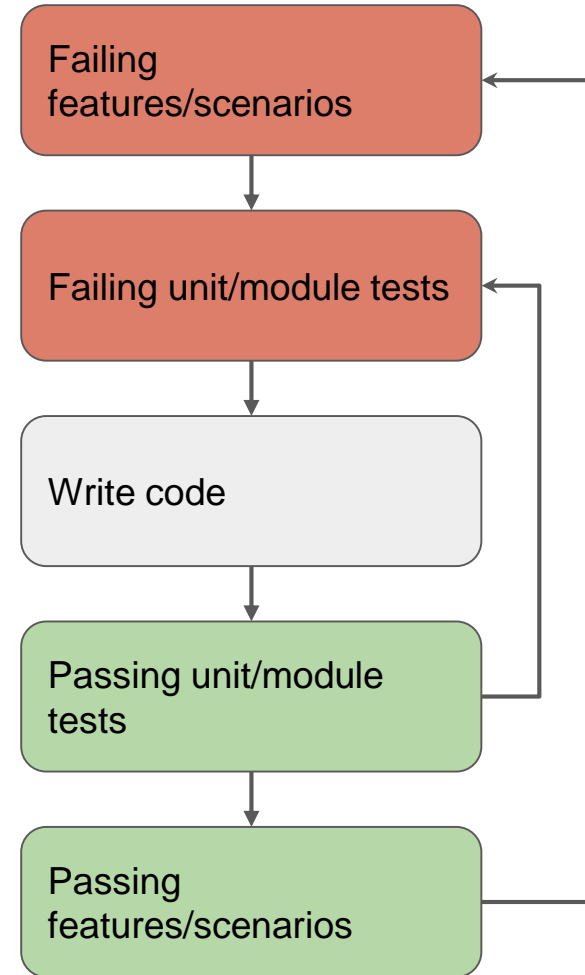 Failing
features/scenarios
Failing unit/module tests
Write code
Passing unit/module
tests
Passing
features/scenarios